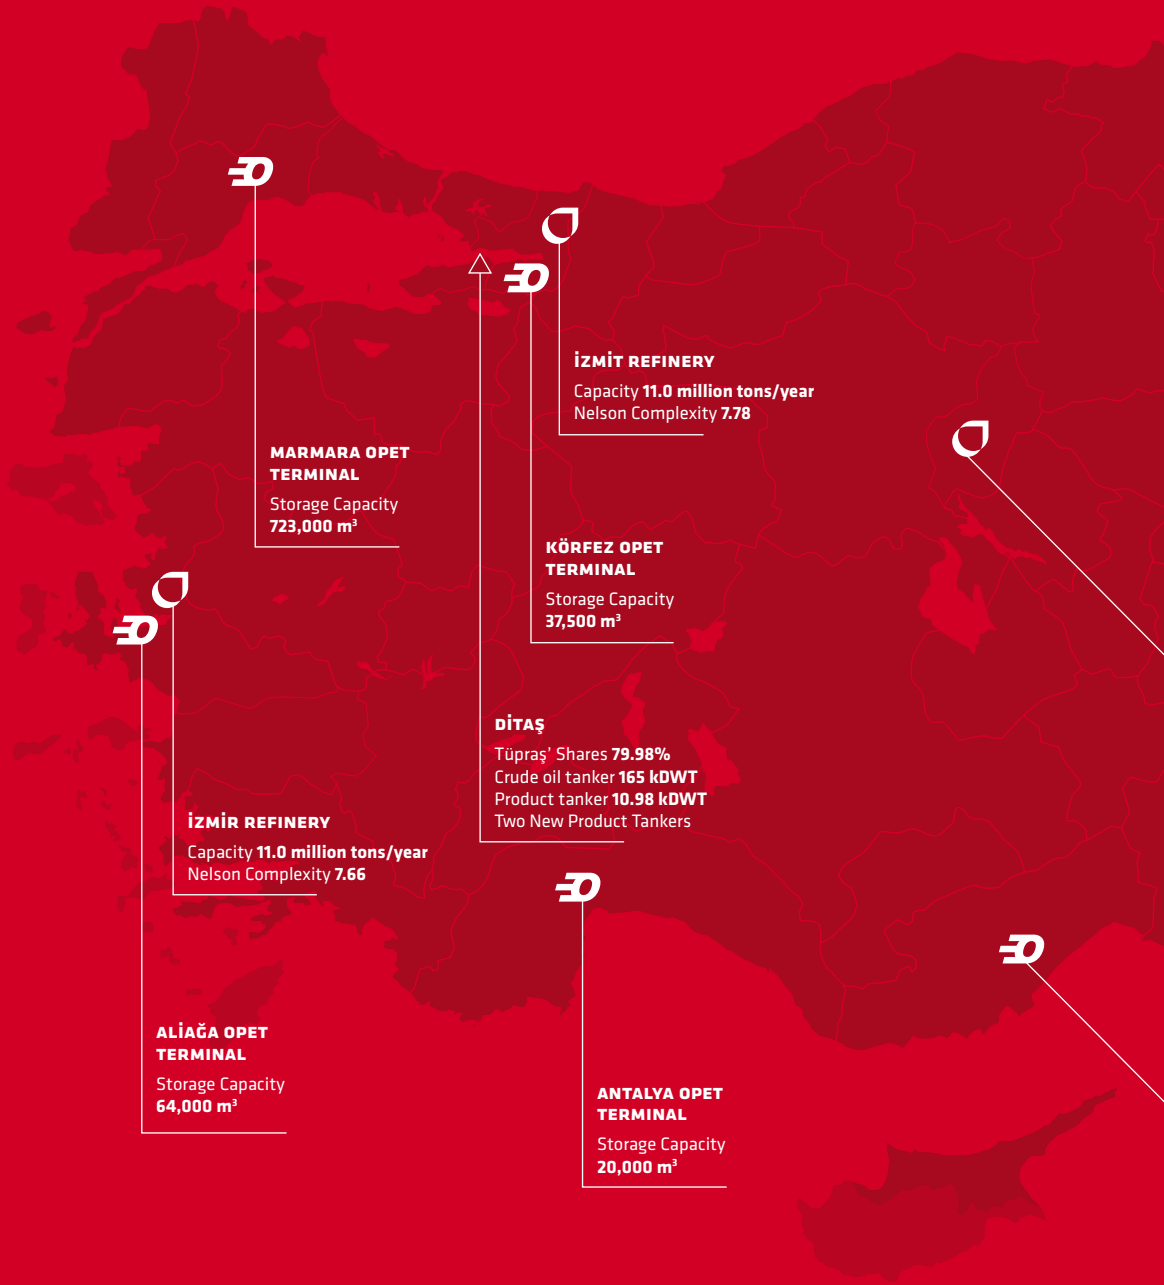 İZMİT REFINERY
Capacity 11.0 million tons/year
Nelson Complexity 7.78
MARMARA OPET
TERMINAL
Storage Capacity
723,000 m³
KÖRFEZ OPET
TERMINAL
Storage Capacity
37,500 m³
DİTAŞ
Tüpraş’ Shares 79.98%
Crude oil tanker 165 kDWT
Product tanker 10.98 kDWT
Two New Product Tankers
İZMİR REFINERY
Capacity 11.0 million tons/year
Nelson Complexity 7.66
ALİAĞA OPET
TERMINAL
Storage Capacity
64,000 m³
ANTALYA OPET
TERMINAL
Storage Capacity
20,000 m³